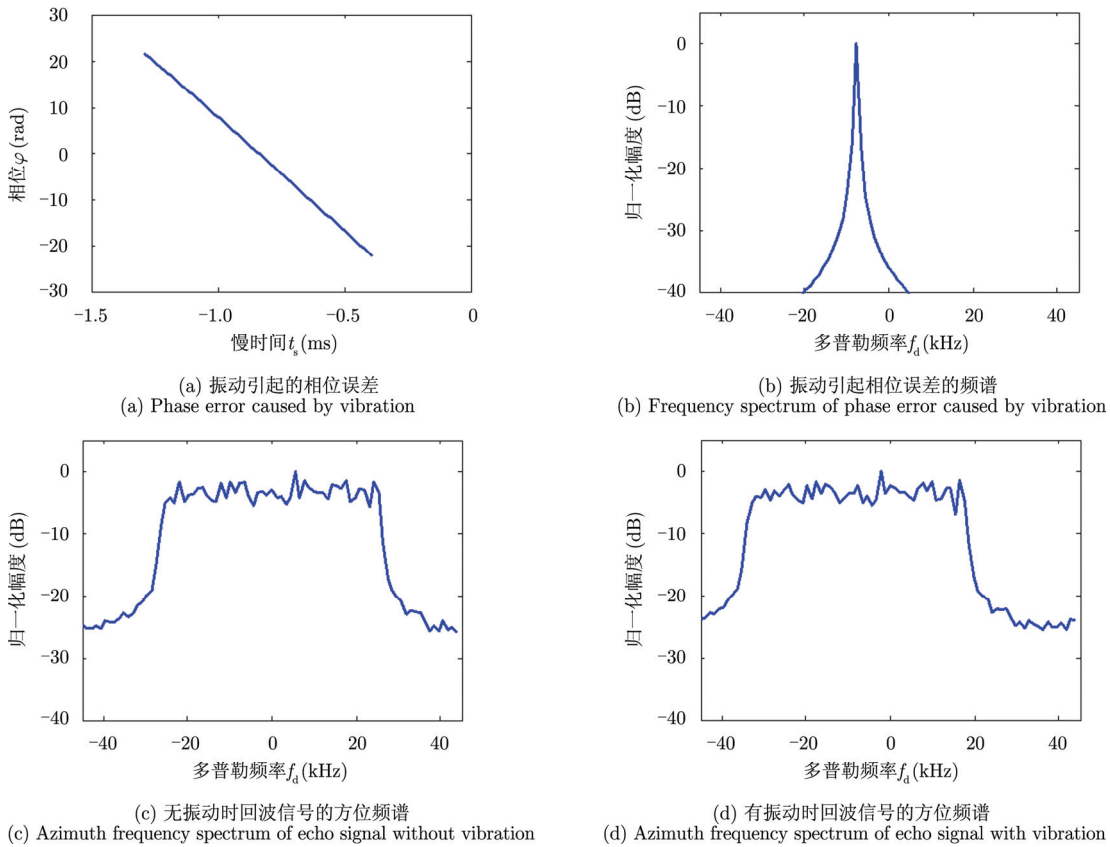 30
20
10
0
−10
−20
−30
相位φ (rad)
−1.5 −1.0 −0.5 0
慢时间tₛ(ms)
(a) 振动引起的相位误差
(a) Phase error caused by vibration
0
−10
−20
−30
−40
归一化幅度 (dB)
−40 −20 0 20 40
多普勒频率f_d(kHz)
(b) 振动引起相位误差的频谱
(b) Frequency spectrum of phase error caused by vibration
0
−10
−20
−30
−40
归一化幅度 (dB)
−40 −20 0 20 40
多普勒频率f_d(kHz)
(c) 无振动时回波信号的方位频谱
(c) Azimuth frequency spectrum of echo signal without vibration
0
−10
−20
−30
−40
归一化幅度 (dB)
−40 −20 0 20 40
多普勒频率f_d(kHz)
(d) 有振动时回波信号的方位频谱
(d) Azimuth frequency spectrum of echo signal with vibration